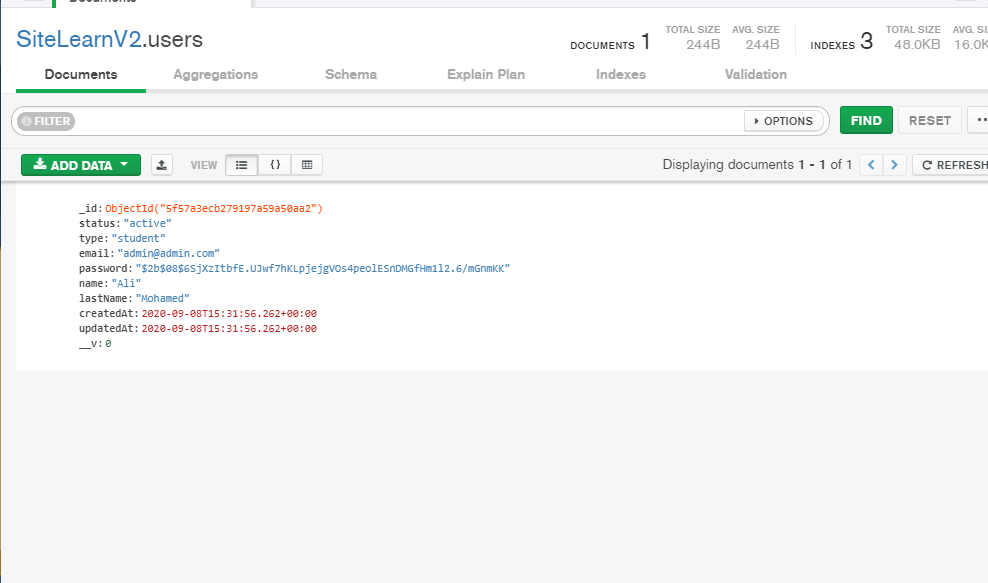 Documents
SiteLearnV2.users
DOCUMENTS 1 TOTAL SIZE 244B AVG. SIZE 244B INDEXES 3 TOTAL SIZE 48.0KB AVG. 16.0
Documents Aggregations Schema Explain Plan Indexes Validation
FILTER OPTIONS FIND RESET
ADD DATA VIEW {} Displaying documents 1 - 1 of 1 < > REFRESH
_id:ObjectId("5f57a3ecb279197a59a50aa2")
status:"active"
type:"student"
email:"admin@admin.com"
password:"$2b$08$6SjXzItbfE.UJwf7hKLpjejgVOs4peolESnDMGfHm1l2.6/mGnmKK"
name:"Ali"
lastName:"Mohamed"
createdAt:2020-09-08T15:31:56.262+00:00
updatedAt:2020-09-08T15:31:56.262+00:00
__v:0